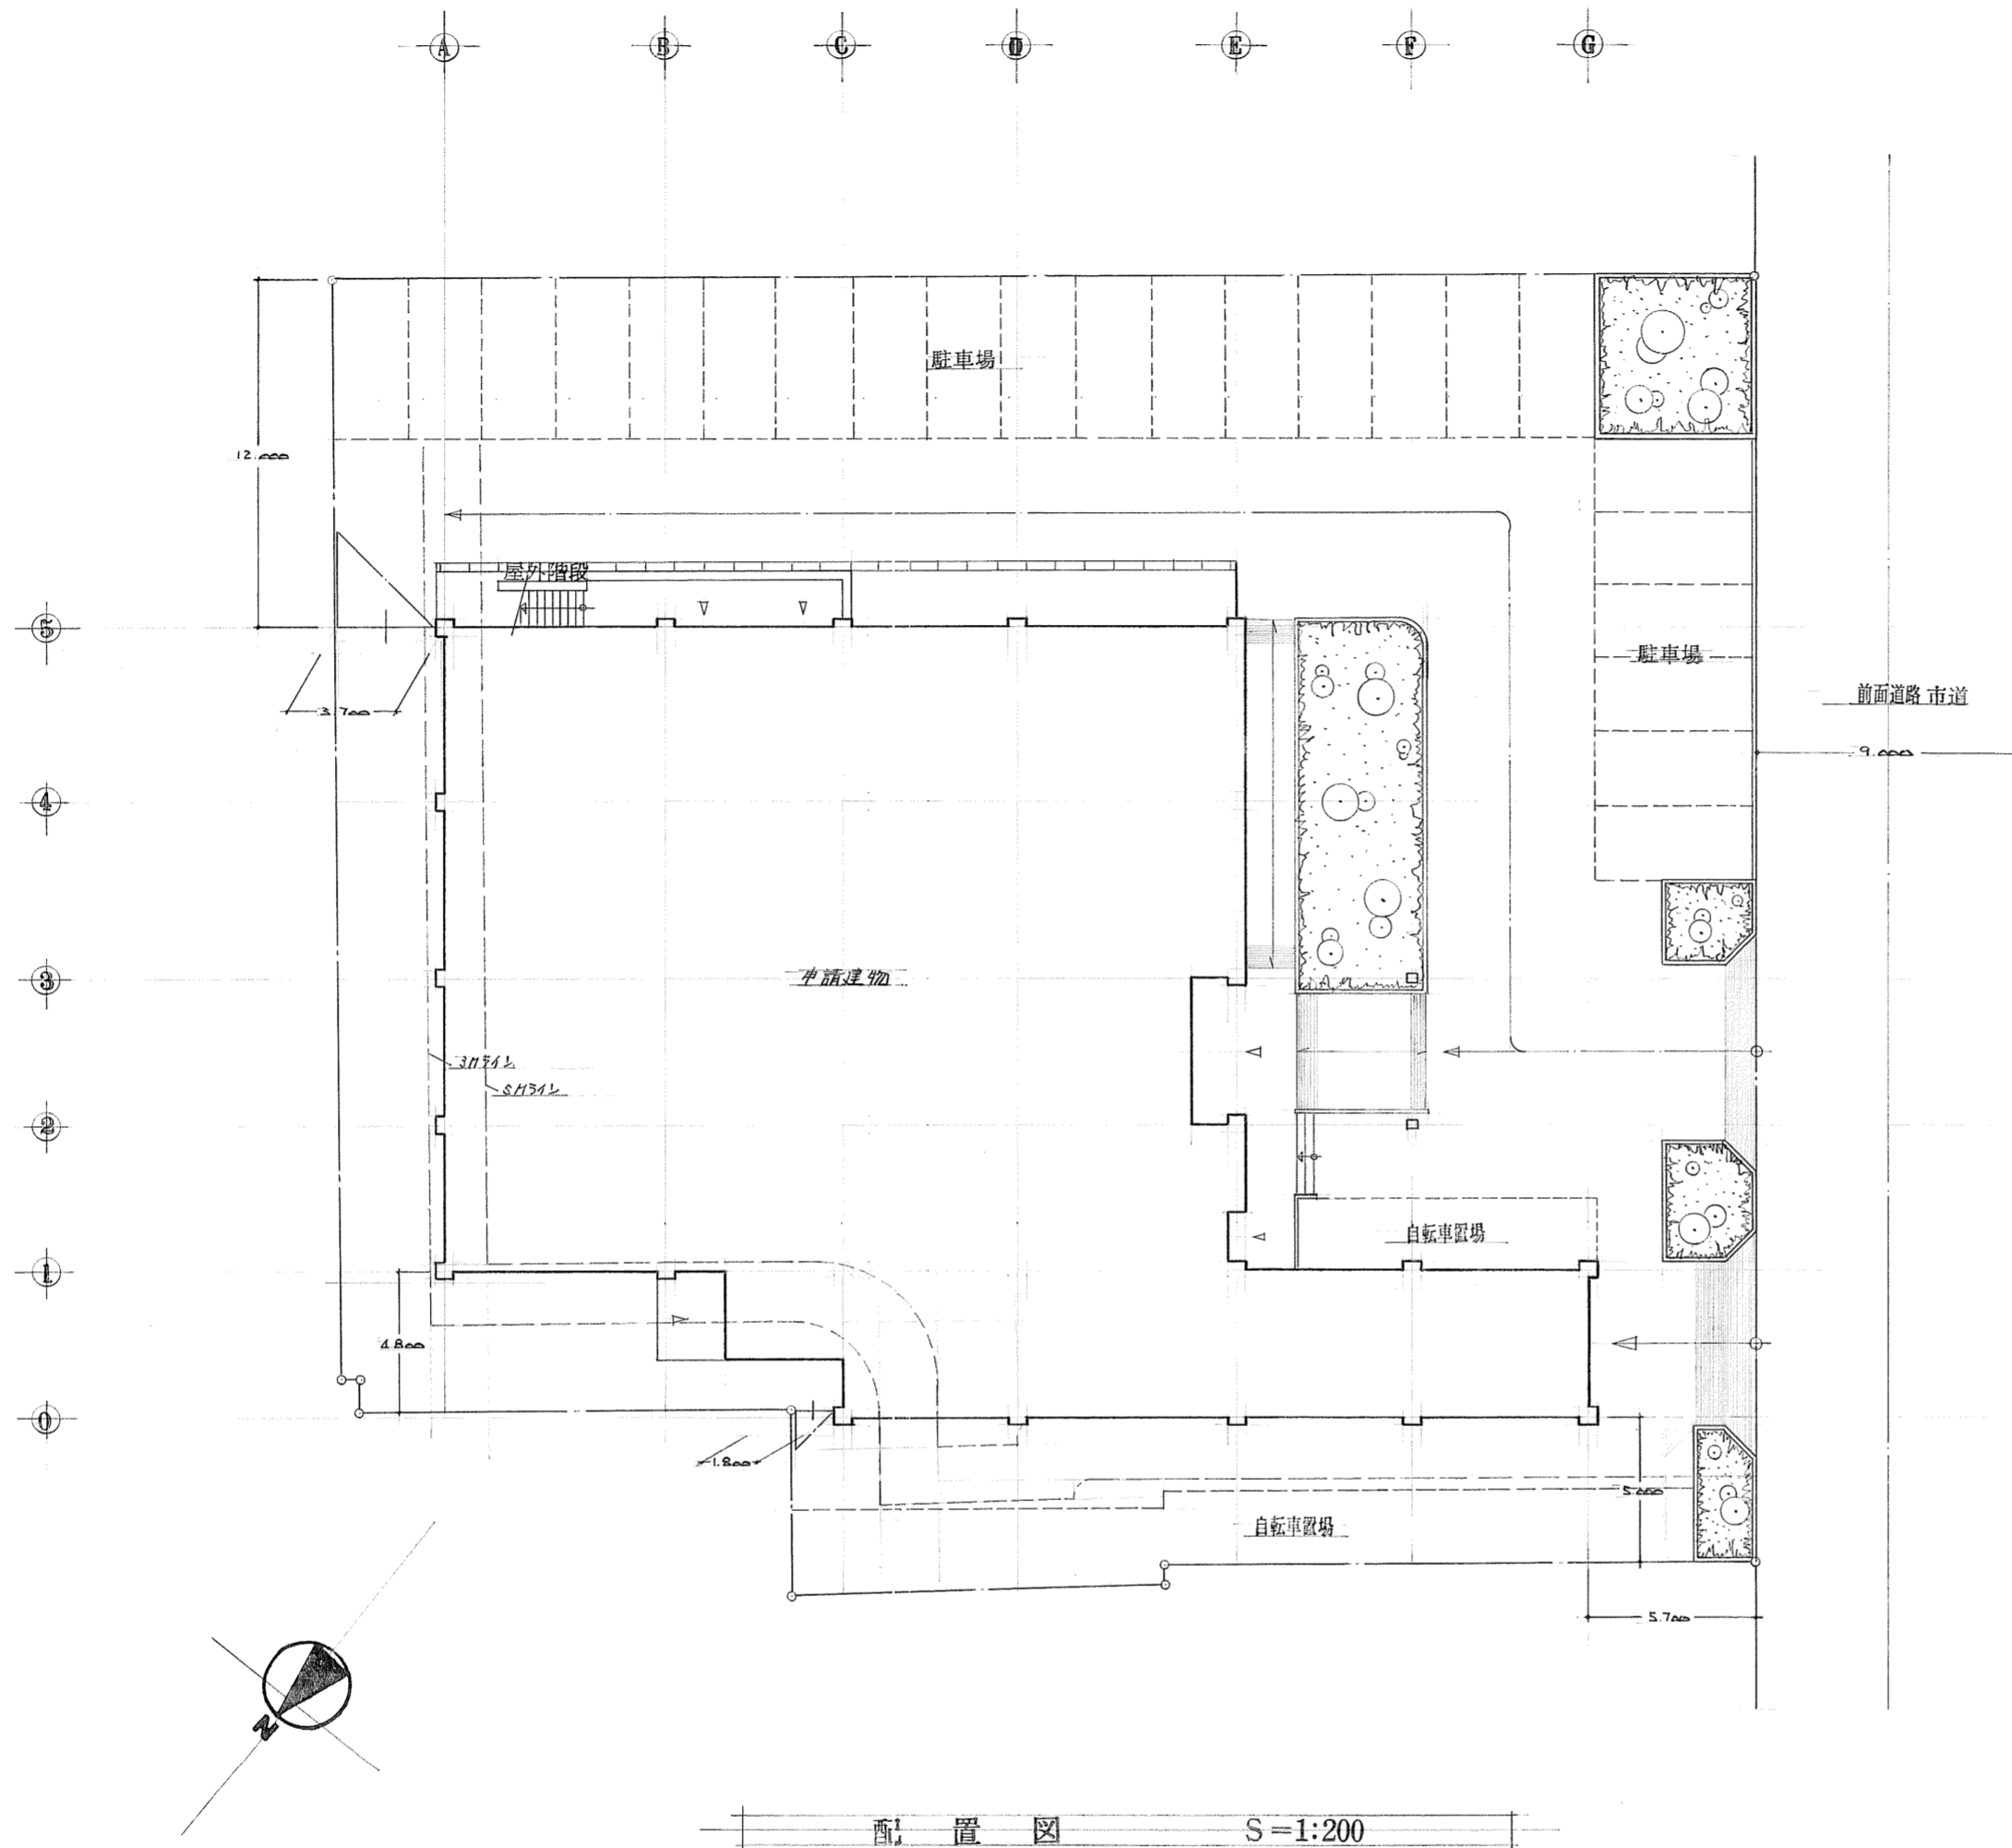 A B C D E F G
駐車場
12.000
屋外階段
5
駐車場
前面道路 市道
3.700
9.000
4
申請建物
3
3Mライン
5Mライン
2
自転車置場
1
4.800
0
1.800
5.000
自転車置場
5.700
N
配置図 S=1:200